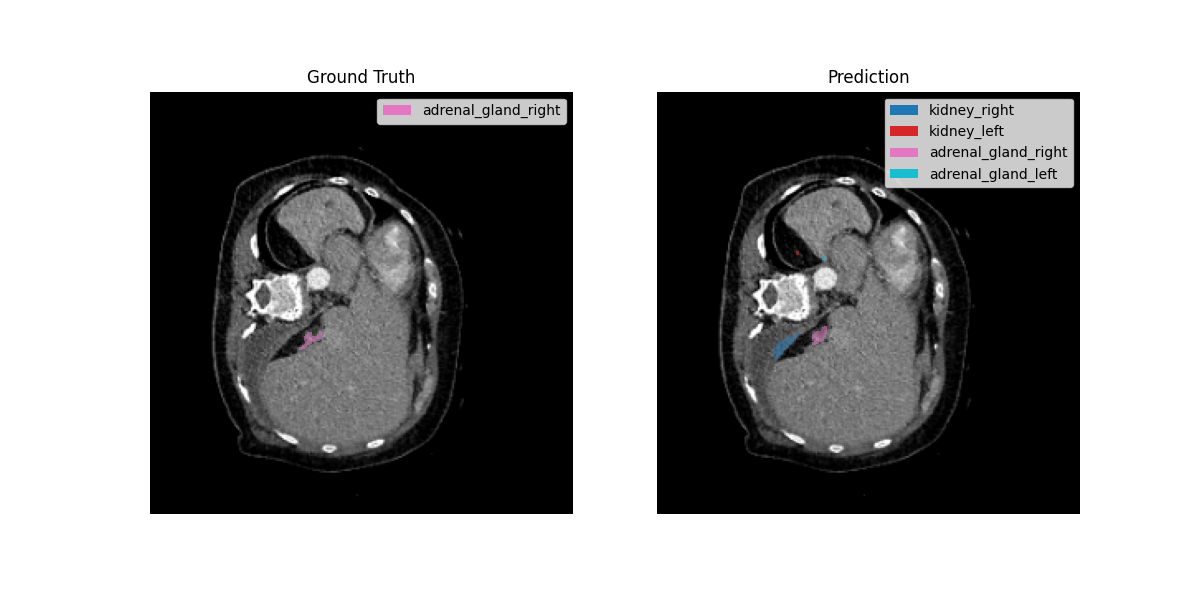 Ground Truth
adrenal_gland_right
Prediction
kidney_right
kidney_left
adrenal_gland_right
adrenal_gland_left